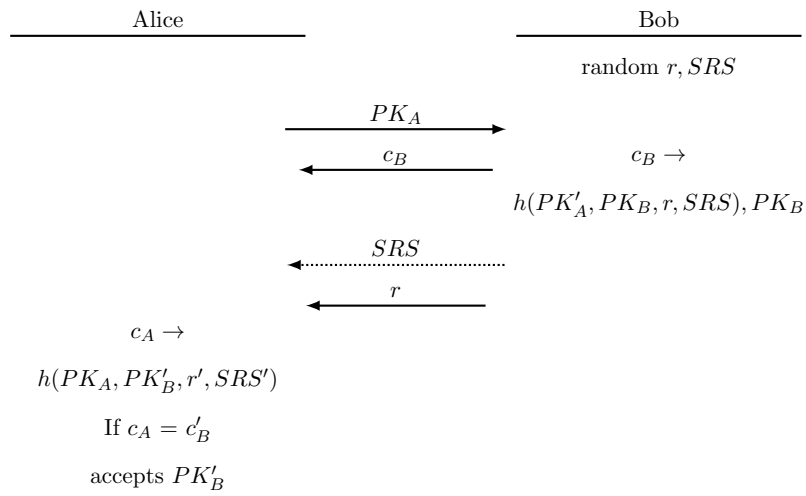 Alice Bob
random r, SRS
PK_A
c_B c_B →
h(PK'_A, PK_B, r, SRS), PK_B
SRS
r
c_A →
h(PK_A, PK'_B, r', SRS')
If c_A = c'_B
accepts PK'_B